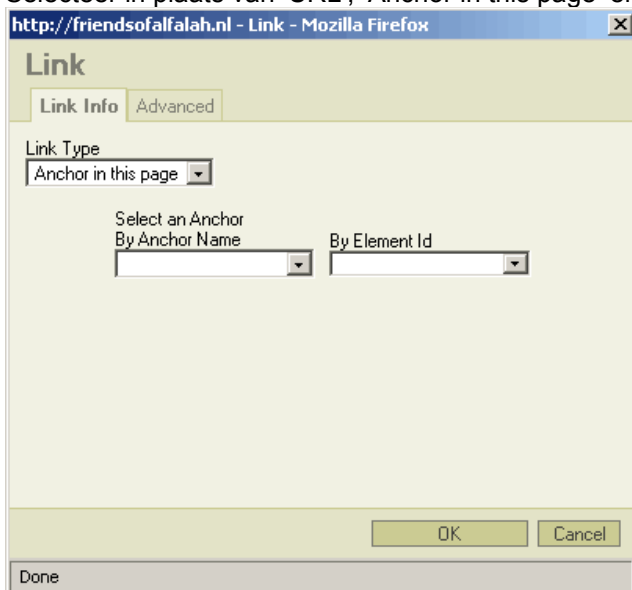 Selecteer in plaats van 'URL', 'Anchor in this page' en
http://friendsofalfalah.nl - Link - Mozilla Firefox
Link
Link Info Advanced
Link Type
Anchor in this page
Select an Anchor
By Anchor Name By Element Id
OK Cancel
Done